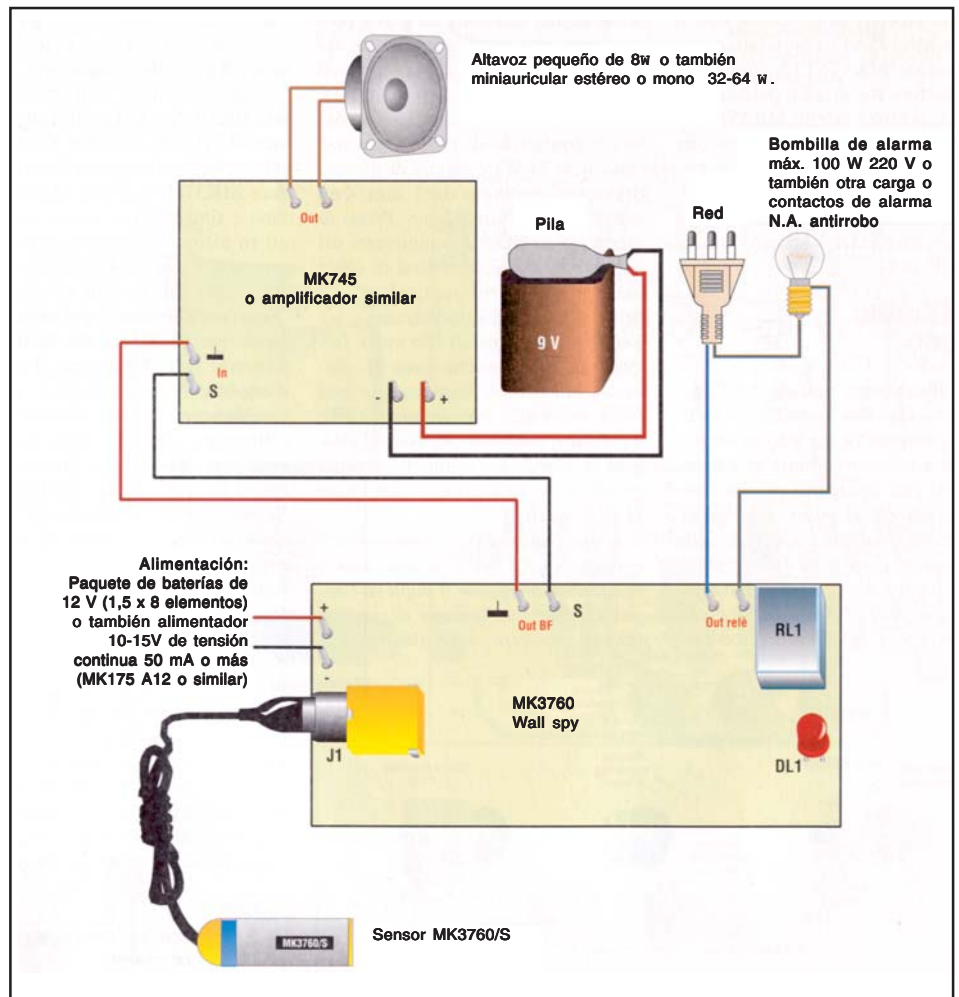 Altavoz pequeño de 8w o también
miniauricular estéreo o mono 32-64 w.
Bombilla de alarma
máx. 100 W 220 V o
también otra carga o
contactos de alarma
N.A. antirrobo
Out
Pila
Red
MK745
o amplificador similar
9 V
In
S
- +
Alimentación:
Paquete de baterías de
12 V (1,5 x 8 elementos)
o también alimentador
10-15V de tensión
continua 50 mA o más
(MK175 A12 o similar)
+
-
S
Out BF
Out relè
RL1
MK3760
Wall spy
J1
DL1
MK3760/S
Sensor MK3760/S